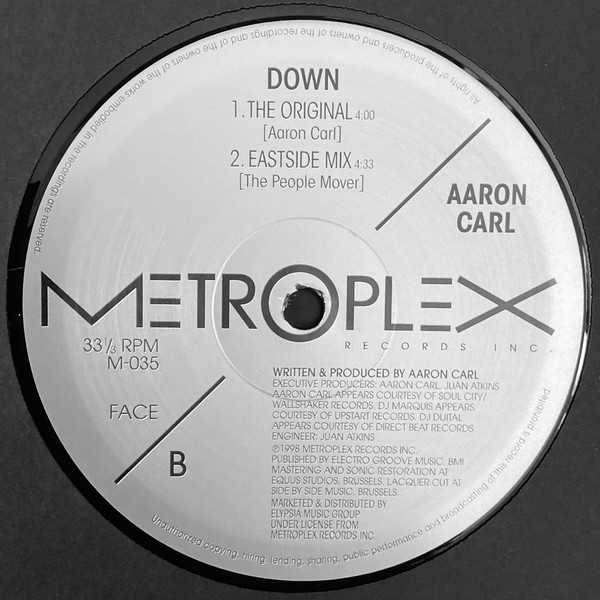 All rights of the producers and of the owners of the recordings and of the owners of the works embodied in the recordings are reserved.
DOWN
1. THE ORIGINAL 4:00
[Aaron Carl]
2. EASTSIDE MIX 4:33
[The People Mover]
AARON
CARL
METROPLEX
RECORDS INC.
33⅓ RPM
M-035
FACE
B
WRITTEN & PRODUCED BY AARON CARL
EXECUTIVE PRODUCERS: AARON CARL, JUAN ATKINS
AARON CARL APPEARS COURTESY OF SOUL CITY/
WALLSHAKER RECORDS. DJ MARQUIS APPEARS
COURTESY OF UPSTART RECORDS. DJ DIJITAL
APPEARS COURTESY OF DIRECT BEAT RECORDS
ENGINEER: JUAN ATKINS
℗1998 METROPLEX RECORDS INC.
PUBLISHED BY ELECTRO GROOVE MUSIC. BMI
MASTERING AND SONIC RESTORATION AT
EQUUS STUDIOS, BRUSSELS. LACQUER CUT AT
SIDE BY SIDE MUSIC, BRUSSELS.
MARKETED & DISTRIBUTED BY
ELYPSIA MUSIC GROUP
UNDER LICENSE FROM
METROPLEX RECORDS INC.
Unauthorized copying, hiring, lending, sharing, public performance and broadcasting of this record is prohibited.